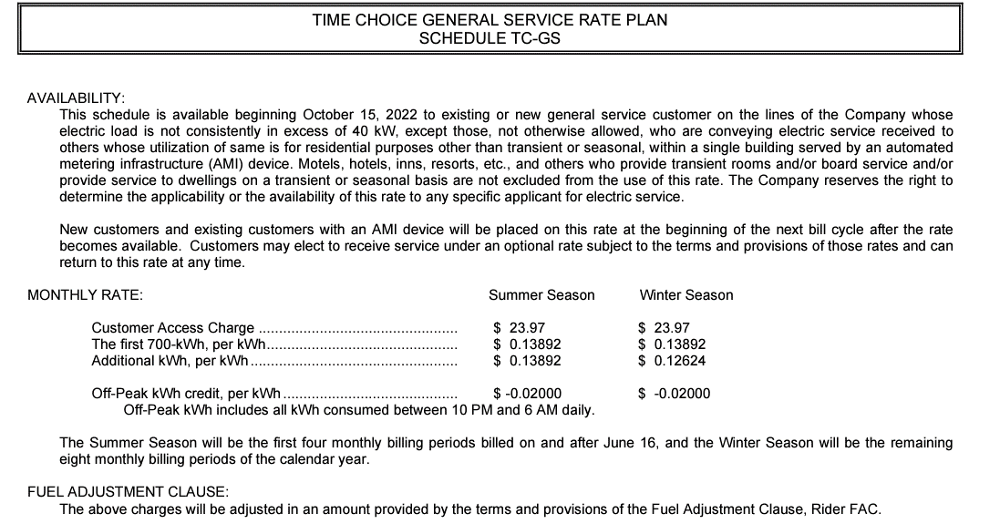 TIME CHOICE GENERAL SERVICE RATE PLAN
SCHEDULE TC-GS
AVAILABILITY:
This schedule is available beginning October 15, 2022 to existing or new general service customer on the lines of the Company whose
electric load is not consistently in excess of 40 kW, except those, not otherwise allowed, who are conveying electric service received to
others whose utilization of same is for residential purposes other than transient or seasonal, within a single building served by an automated
metering infrastructure (AMI) device. Motels, hotels, inns, resorts, etc., and others who provide transient rooms and/or board service and/or
provide service to dwellings on a transient or seasonal basis are not excluded from the use of this rate. The Company reserves the right to
determine the applicability or the availability of this rate to any specific applicant for electric service.
New customers and existing customers with an AMI device will be placed on this rate at the beginning of the next bill cycle after the rate
becomes available. Customers may elect to receive service under an optional rate subject to the terms and provisions of those rates and can
return to this rate at any time.
MONTHLY RATE: Summer Season Winter Season
Customer Access Charge ................................................ $ 23.97 $ 23.97
The first 700-kWh, per kWh.............................................. $ 0.13892 $ 0.13892
Additional kWh, per kWh.................................................. $ 0.13892 $ 0.12624
Off-Peak kWh credit, per kWh.......................................... $ -0.02000 $ -0.02000
Off-Peak kWh includes all kWh consumed between 10 PM and 6 AM daily.
The Summer Season will be the first four monthly billing periods billed on and after June 16, and the Winter Season will be the remaining
eight monthly billing periods of the calendar year.
FUEL ADJUSTMENT CLAUSE:
The above charges will be adjusted in an amount provided by the terms and provisions of the Fuel Adjustment Clause, Rider FAC.